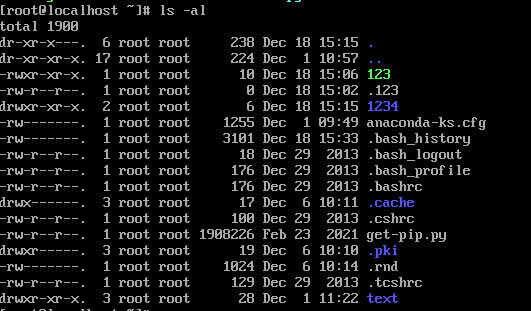 [root@localhost ~]# ls -al
total 1900
dr-xr-x---.  6 root root     238 Dec 18 15:15 .
dr-xr-xr-x. 17 root root     224 Dec  1 10:57 ..
-rwxr-xr-x.  1 root root      10 Dec 18 15:06 123
-rw-r--r--.  1 root root       0 Dec 18 15:02 .123
drwxr-xr-x.  2 root root       6 Dec 18 15:15 1234
-rw-------.  1 root root    1255 Dec  1 09:49 anaconda-ks.cfg
-rw-------.  1 root root    3101 Dec 18 15:33 .bash_history
-rw-r--r--.  1 root root      18 Dec 29  2013 .bash_logout
-rw-r--r--.  1 root root     176 Dec 29  2013 .bash_profile
-rw-r--r--.  1 root root     176 Dec 29  2013 .bashrc
drwx------.  3 root root      17 Dec  6 10:11 .cache
-rw-r--r--.  1 root root     100 Dec 29  2013 .cshrc
-rw-r--r--.  1 root root 1908226 Feb 23  2021 get-pip.py
drwxr-----.  3 root root      19 Dec  6 10:10 .pki
-rw-------.  1 root root    1024 Dec  6 10:14 .rnd
-rw-r--r--.  1 root root     129 Dec 29  2013 .tcshrc
drwxr-xr-x.  3 root root      28 Dec  1 11:22 text
[root@localhost ~]#